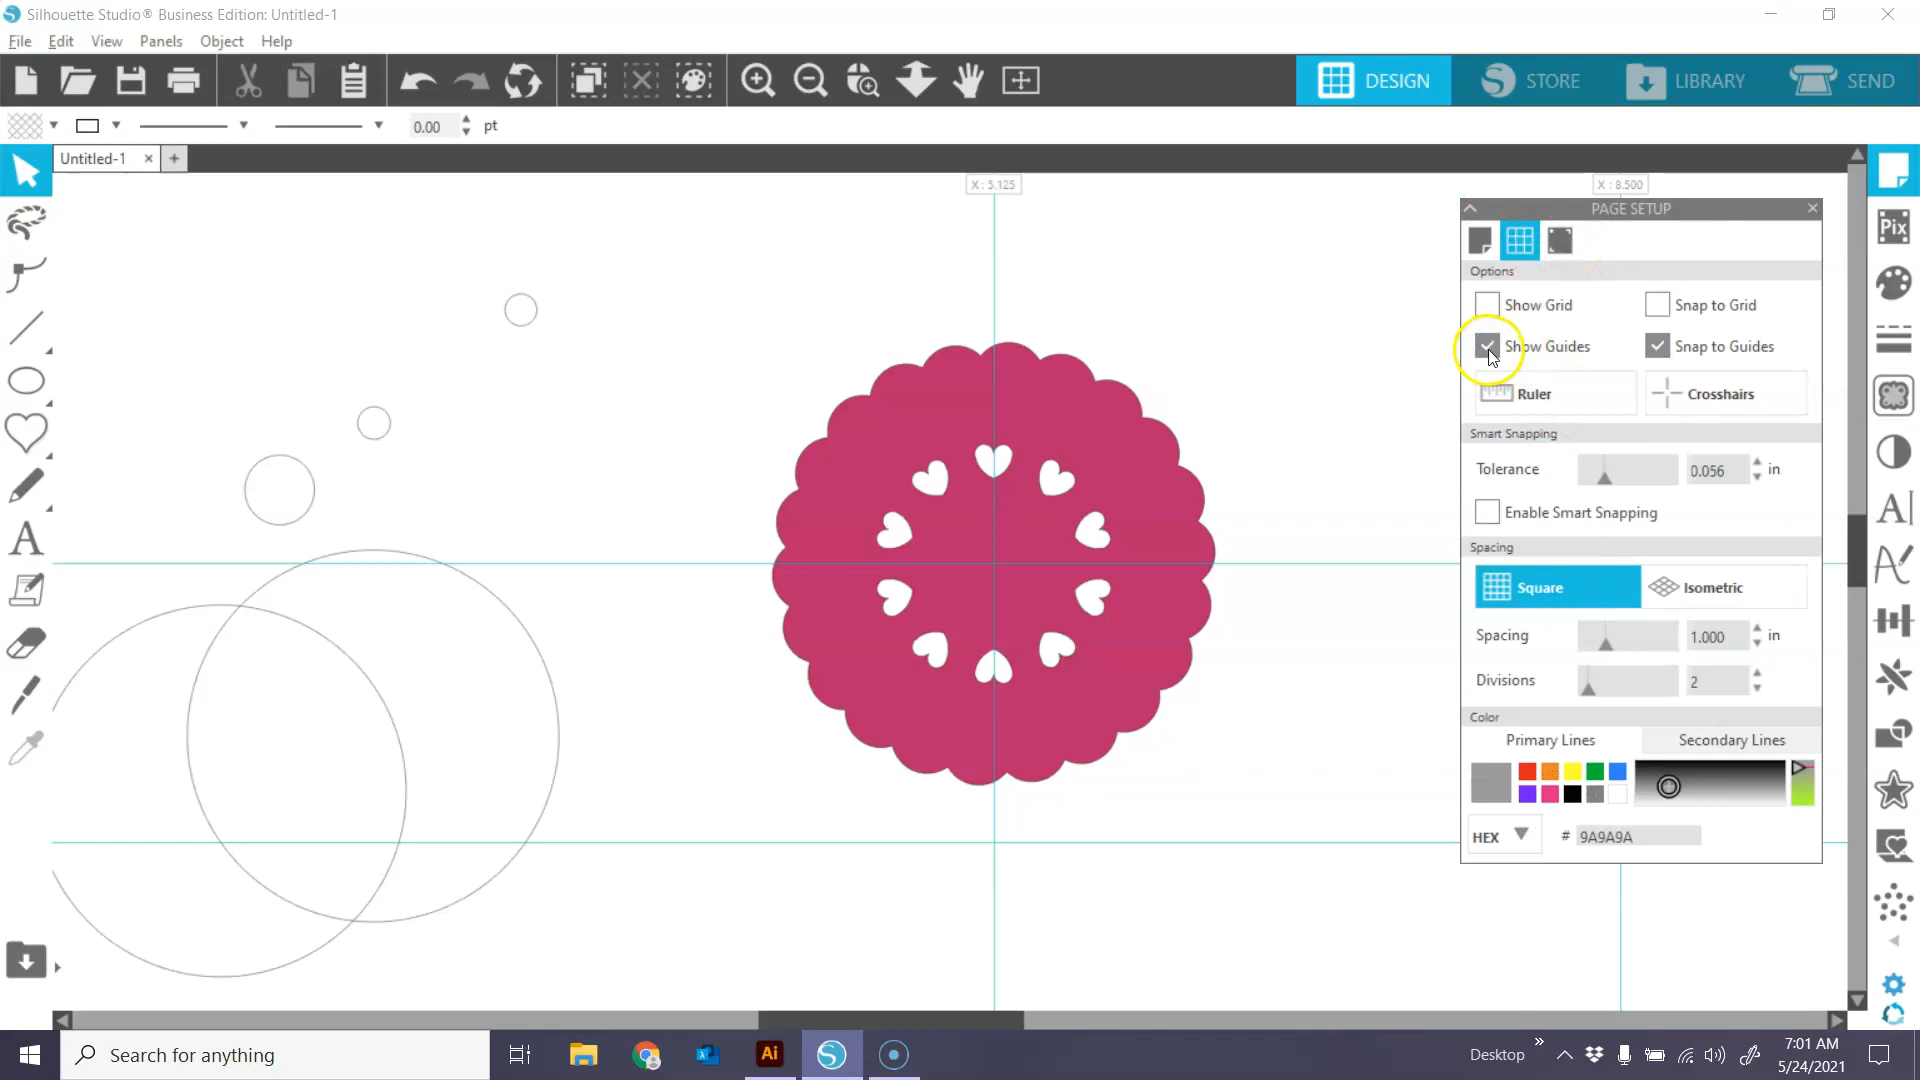 Silhouette Studio® Business Edition: Untitled-1
File Edit View Panels Object Help
DESIGN STORE LIBRARY SEND
0.00 pt
Untitled-1 × +
X : 5.125
X : 8.500
PAGE SETUP
Pix
Options
Show Grid Snap to Grid
Show Guides Snap to Guides
Ruler Crosshairs
Smart Snapping
Tolerance 0.056 in
Enable Smart Snapping
Spacing
Square Isometric
Spacing 1.000 in
Divisions 2
Color
Primary Lines Secondary Lines
HEX # 9A9A9A
Search for anything
Ai
Desktop
7:01 AM
5/24/2021